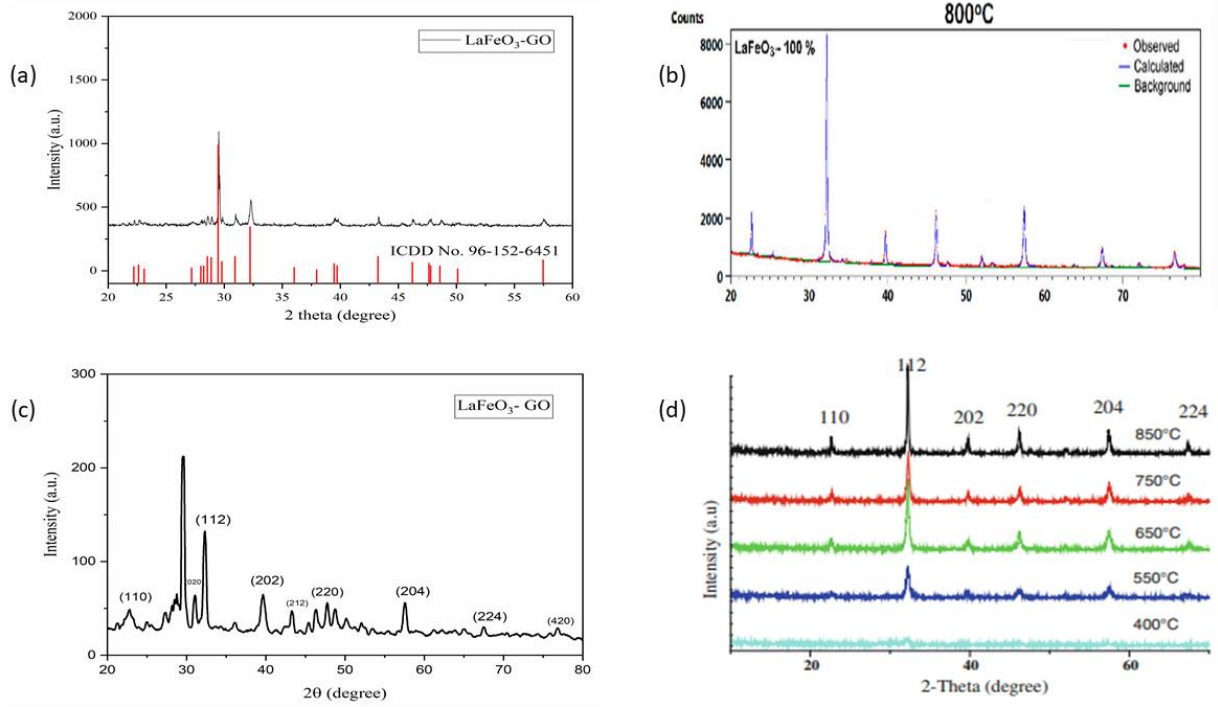 (a)
2000
1500
1000
500
0
Intensity (a.u.)
LaFeO₃-GO
ICDD No. 96-152-6451
20 25 30 35 40 45 50 55 60
2 theta (degree)
(b)
800°C
Counts
LaFeO₃- 100 %
Observed
Calculated
Background
8000
6000
4000
2000
0
20 30 40 50 60 70
(c)
300
200
100
0
Intensity (a.u.)
LaFeO₃- GO
(110)
(020)
(112)
(202)
(212)
(220)
(204)
(224)
(420)
20 30 40 50 60 70 80
2θ (degree)
(d)
112
110 202 220 204 224
850°C
750°C
650°C
550°C
400°C
Intensity (a.u)
20 40 60
2-Theta (degree)